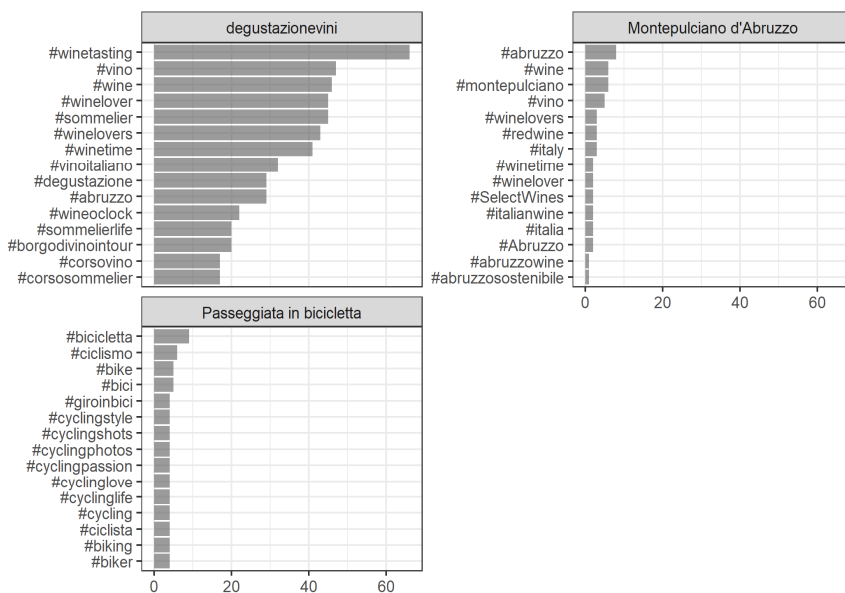 degustazionevini
#winetasting
#vino
#wine
#winelover
#sommelier
#winelovers
#winetime
#vinoitaliano
#degustazione
#abruzzo
#wineoclock
#sommelierlife
#borgodivinointour
#corsovino
#corsosommelier
Montepulciano d'Abruzzo
#abruzzo
#wine
#montepulciano
#vino
#winelovers
#redwine
#italy
#winetime
#winelover
#SelectWines
#italianwine
#italia
#Abruzzo
#abruzzowine
#abruzzosostenibile
0 20 40 60
Passeggiata in bicicletta
#bicicletta
#ciclismo
#bike
#bici
#giroinbici
#cyclingstyle
#cyclingshots
#cyclingphotos
#cyclingpassion
#cyclinglove
#cyclinglife
#cycling
#ciclista
#biking
#biker
0 20 40 60